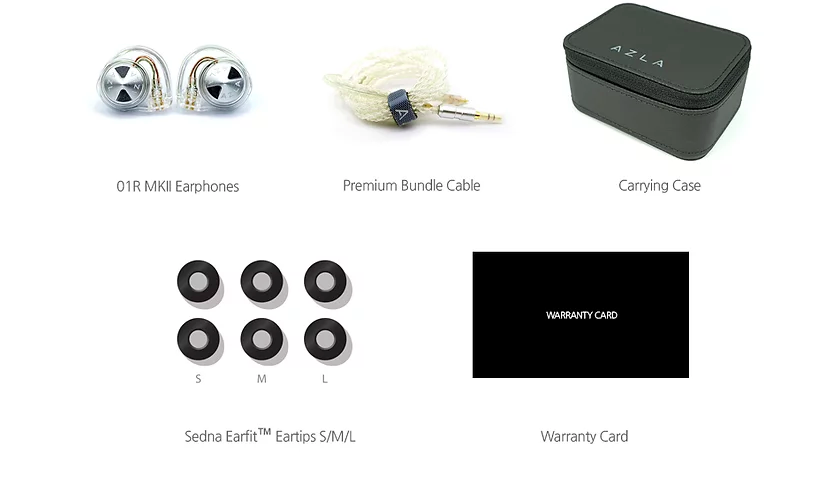 AZLA
01R MKII Earphones
Premium Bundle Cable
Carrying Case
S
M
L
WARRANTY CARD
Sedna Earfit™ Eartips S/M/L
Warranty Card